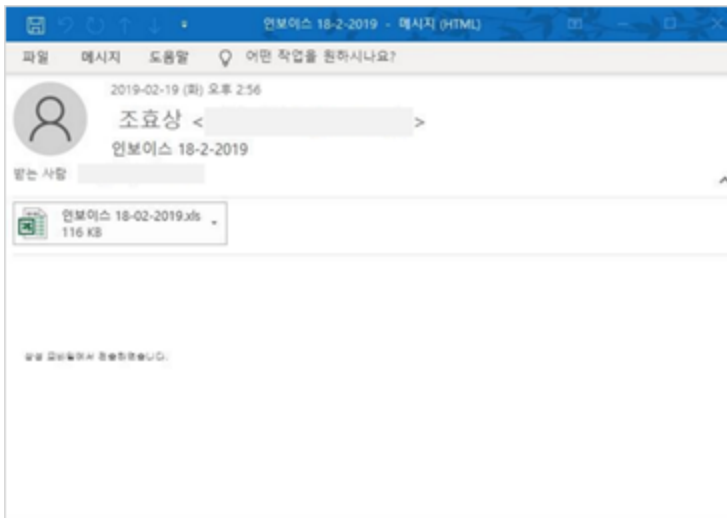 인보이스 18-2-2019 - 메시지 (HTML)
파일 메시지 도움말 어떤 작업을 원하시나요?
2019-02-19 (화) 오후 2:56
조효상 < >
인보이스 18-2-2019
받는 사람
인보이스 18-02-2019.xls
116 KB
삼성 모바일에서 전송하였습니다.